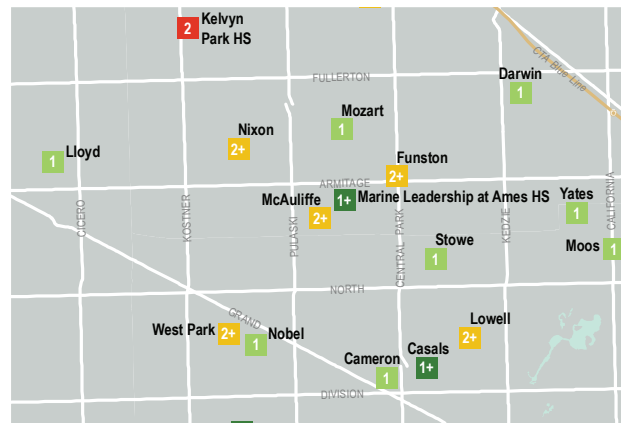 2
Kelvyn
Park HS
FULLERTON
CTA Blue Line
Darwin
1
Mozart
1
Nixon
2+
Lloyd
1
Funston
2+
ARMITAGE
McAuliffe
2+
1+
Marine Leadership at Ames HS
Yates
1
CICERO
KOSTNER
PULASKI
CENTRAL PARK
KEDZIE
CALIFORNIA
Stowe
1
Moos
1
NORTH
GRAND
West Park
2+
1
Nobel
Lowell
2+
Cameron
1
Casals
1+
DIVISION